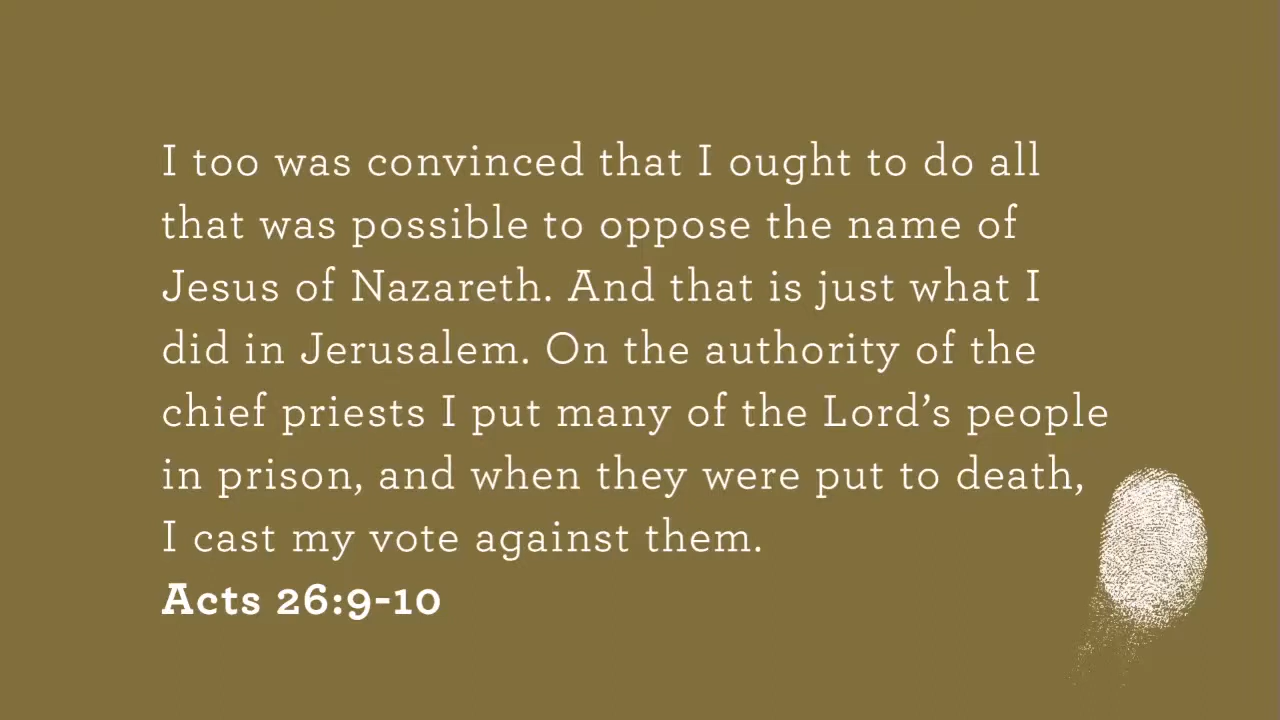 I too was convinced that I ought to do all
that was possible to oppose the name of
Jesus of Nazareth. And that is just what I
did in Jerusalem. On the authority of the
chief priests I put many of the Lord’s people
in prison, and when they were put to death,
I cast my vote against them.
Acts 26:9-10